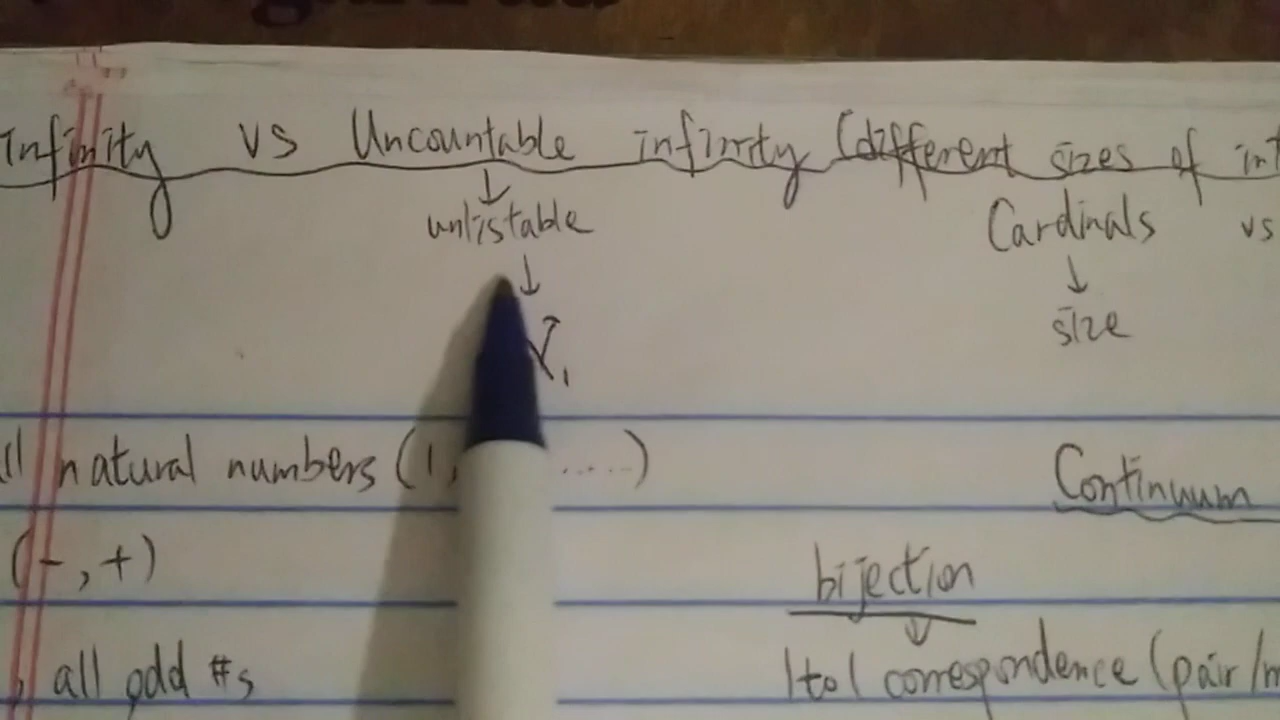 Infinity vs Uncountable infinity (different sizes of
↓
unlistable Cardinals vs
↓ ↓
size
natural numbers (1, .....) Continuum
(-, +) bijection
↓
all odd #s 1 to 1 correspondence (pair/